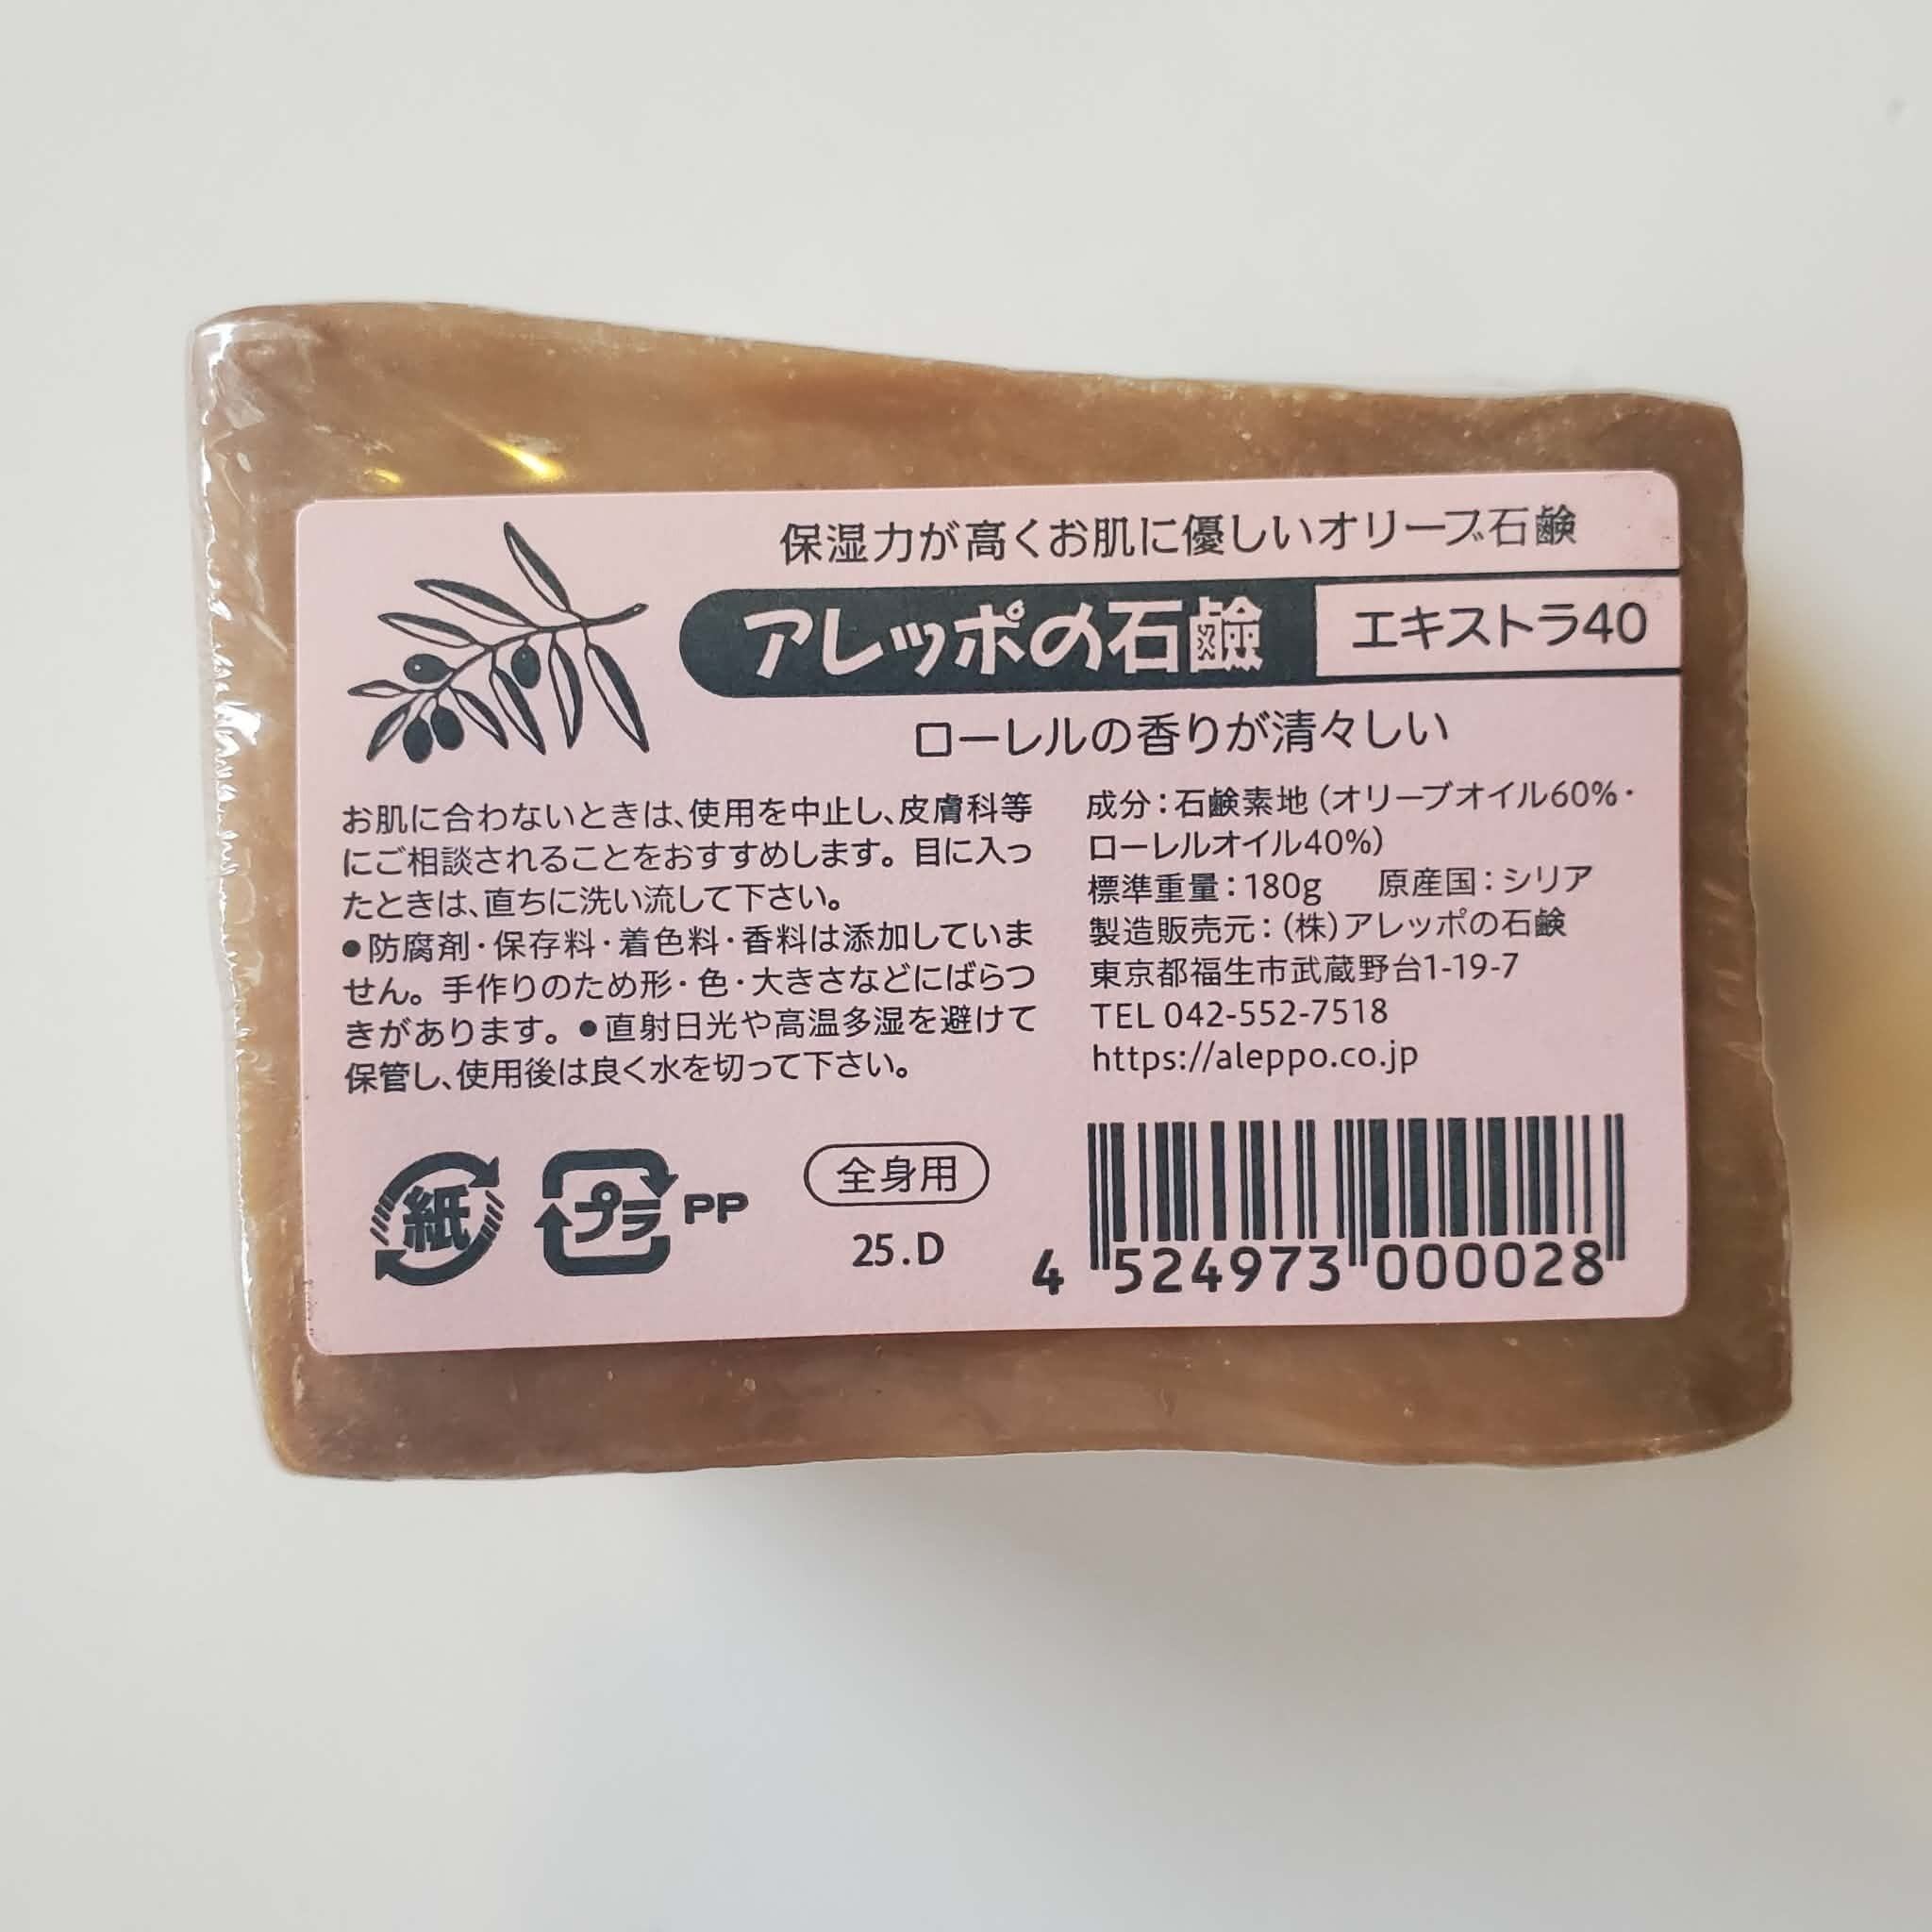 保湿力が高くお肌に優しいオリーブ石鹸
アレッポの石鹼
エキストラ40
ローレルの香りが清々しい
お肌に合わないときは、使用を中止し、皮膚科等
にご相談されることをおすすめします。目に入っ
たときは、直ちに洗い流して下さい。
●防腐剤・保存料・着色料・香料は添加していま
せん。手作りのため形・色・大きさなどにばらつ
きがあります。●直射日光や高温多湿を避けて
保管し、使用後は良く水を切って下さい。
成分：石鹸素地（オリーブオイル60%・
ローレルオイル40%）
標準重量：180g　原産国：シリア
製造販売元：（株）アレッポの石鹸
東京都福生市武蔵野台1-19-7
TEL 042-552-7518
https://aleppo.co.jp
紙
プラ PP
全身用
25.D
4 524973 000028